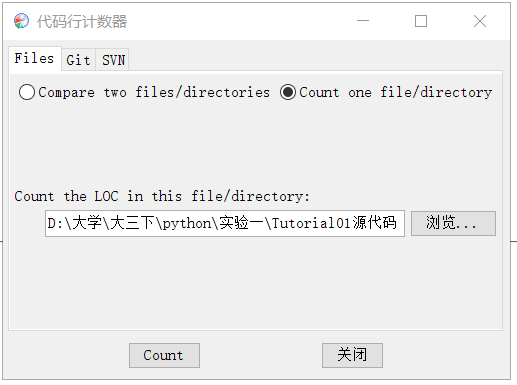 代码行计数器
Files Git SVN
Compare two files/directories Count one file/directory
Count the LOC in this file/directory:
D:\大学\大三下\python\实验一\Tutorial01源代码 浏览...
Count 关闭